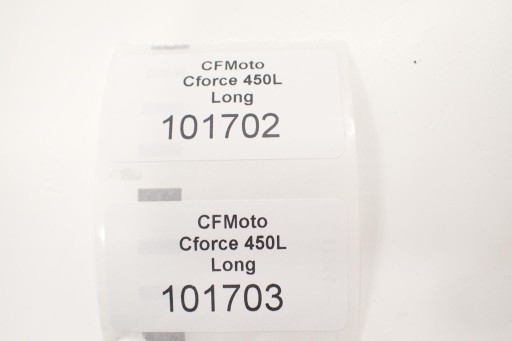 CFMoto
Cforce 450L
Long
101702
CFMoto
Cforce 450L
Long
101703